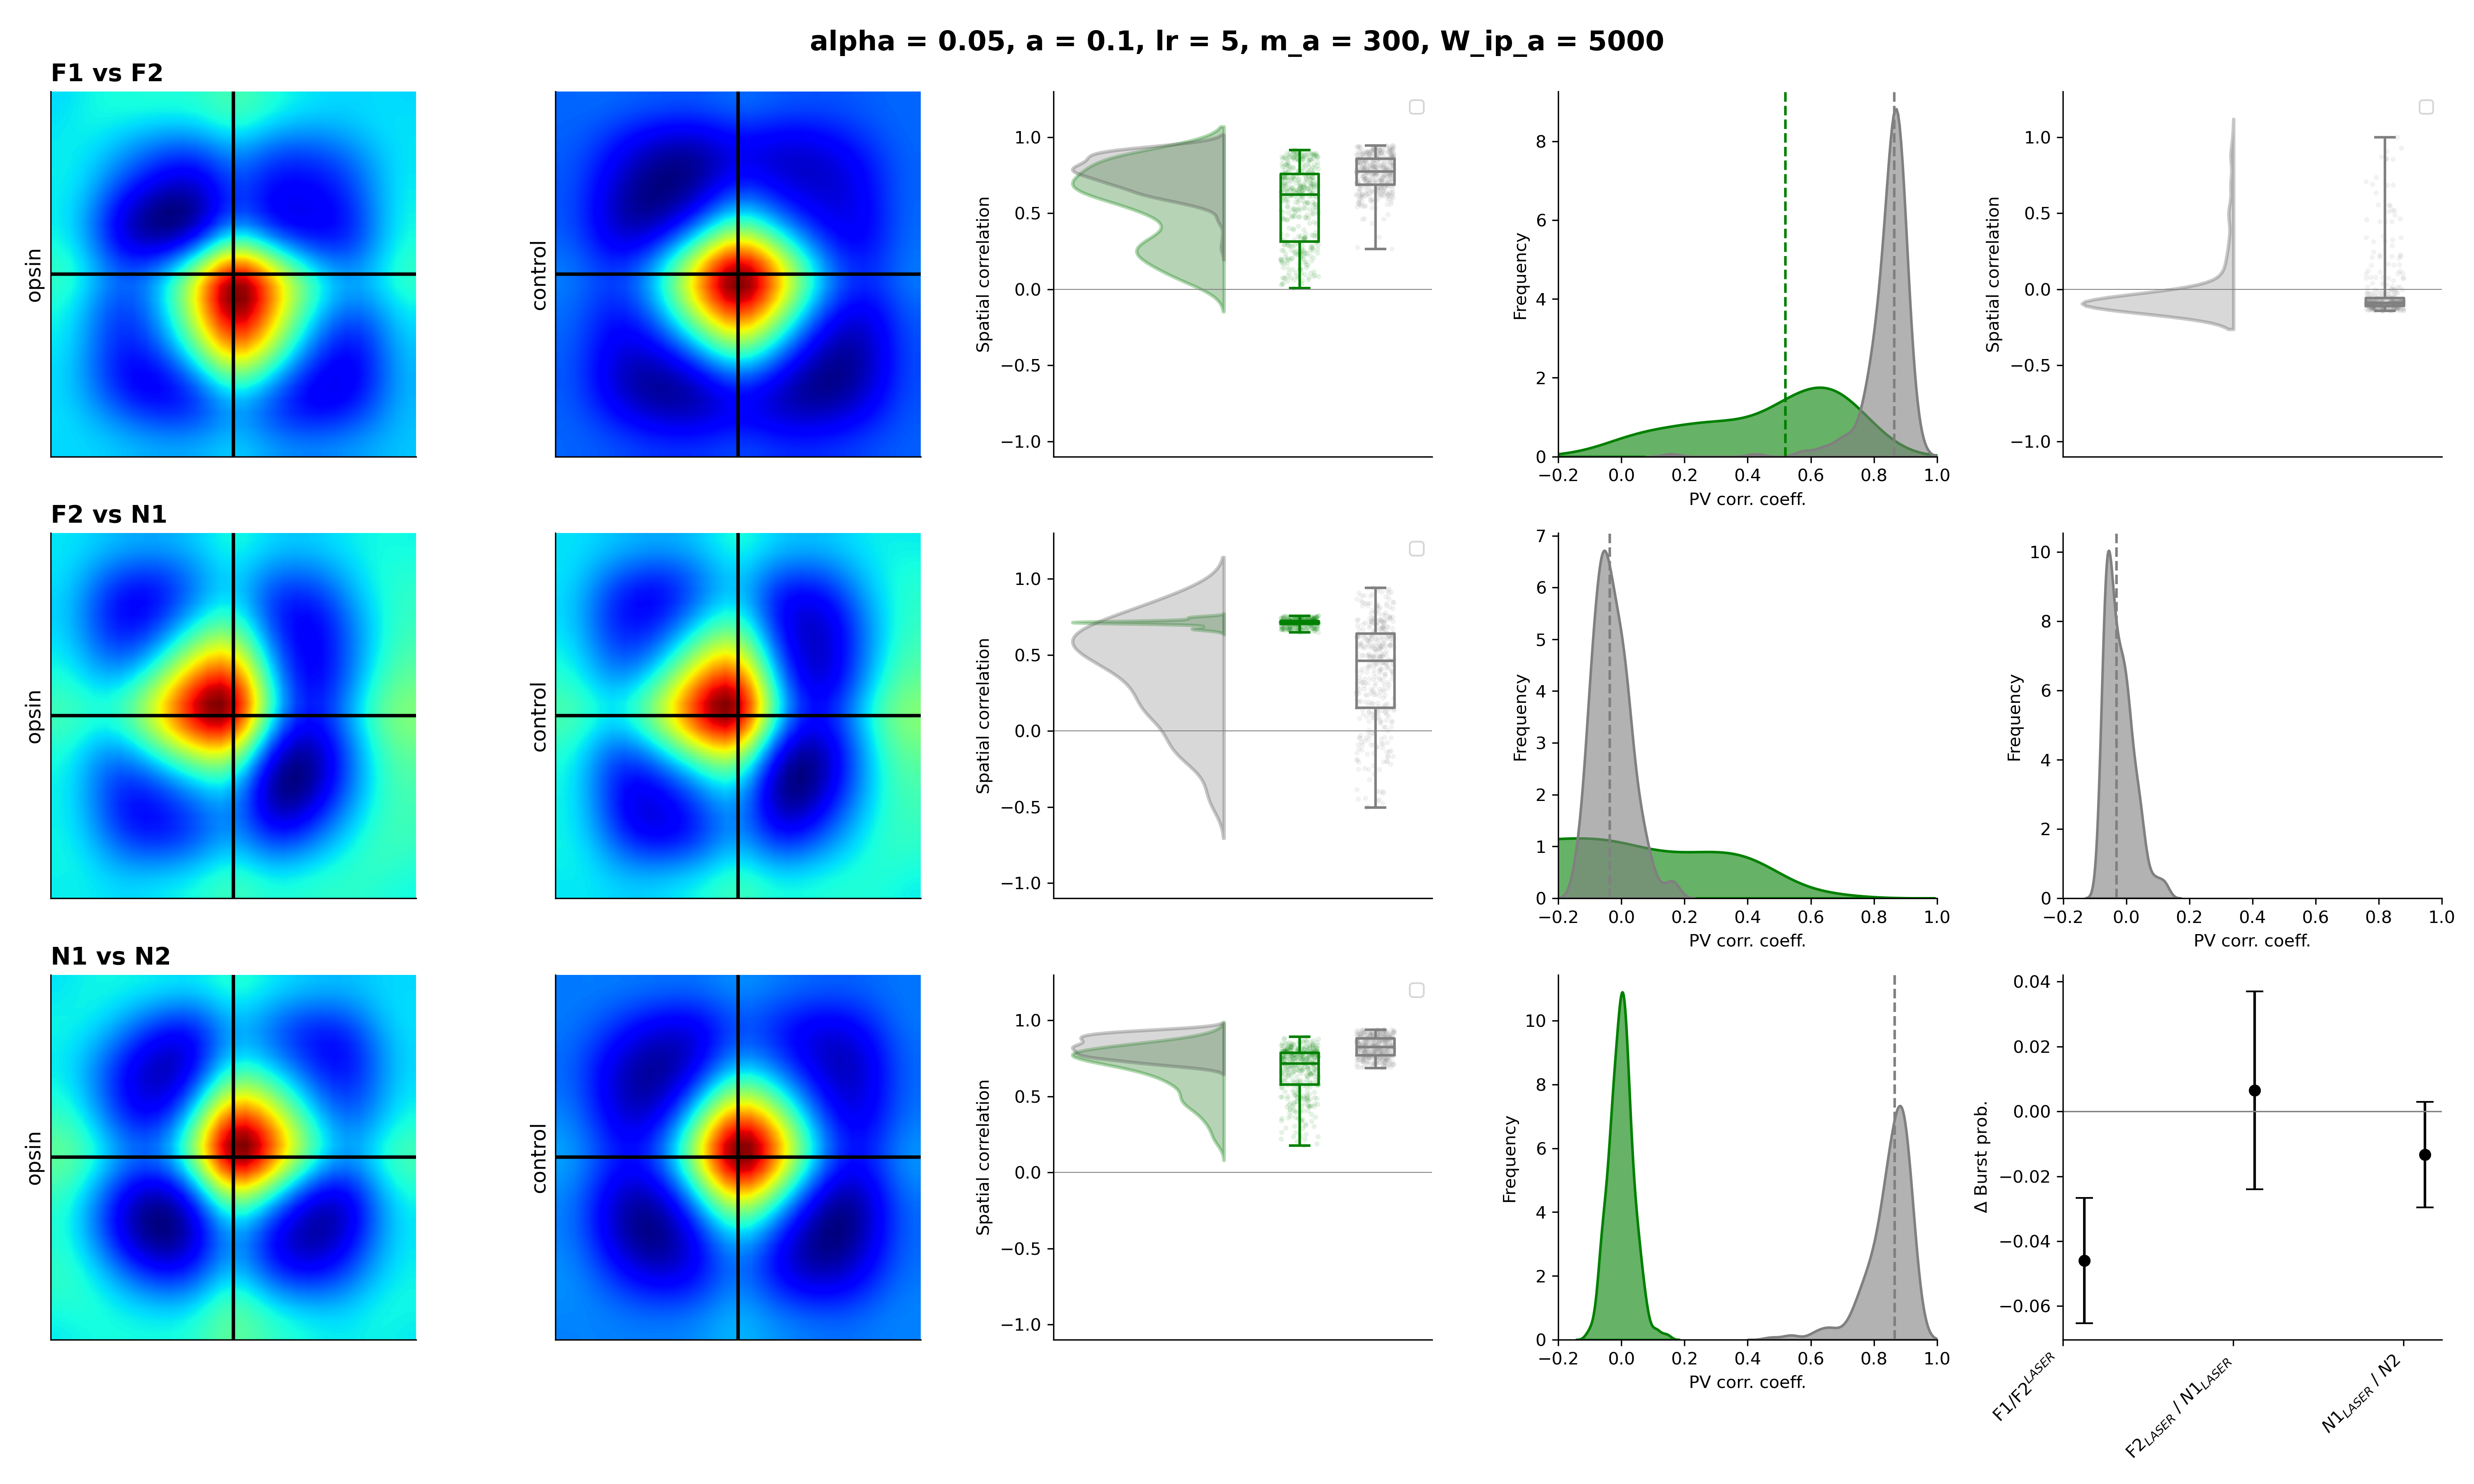 alpha = 0.05, a = 0.1, lr = 5, m_a = 300, W_ip_a = 5000
F1 vs F2
opsin
control
Spatial correlation
1.0
0.5
0.0
−0.5
−1.0
Frequency
8
6
4
2
0
−0.2 0.0 0.2 0.4 0.6 0.8 1.0
PV corr. coeff.
Spatial correlation
1.0
0.5
0.0
−0.5
−1.0
F2 vs N1
opsin
control
Spatial correlation
1.0
0.5
0.0
−0.5
−1.0
Frequency
7
6
5
4
3
2
1
0
−0.2 0.0 0.2 0.4 0.6 0.8 1.0
PV corr. coeff.
Frequency
10
8
6
4
2
0
−0.2 0.0 0.2 0.4 0.6 0.8 1.0
PV corr. coeff.
N1 vs N2
opsin
control
Spatial correlation
1.0
0.5
0.0
−0.5
−1.0
Frequency
10
8
6
4
2
0
−0.2 0.0 0.2 0.4 0.6 0.8 1.0
PV corr. coeff.
Δ Burst prob.
0.04
0.02
0.00
−0.02
−0.04
−0.06
F1/F2LASER
F2LASER / N1LASER
N1LASER / N2